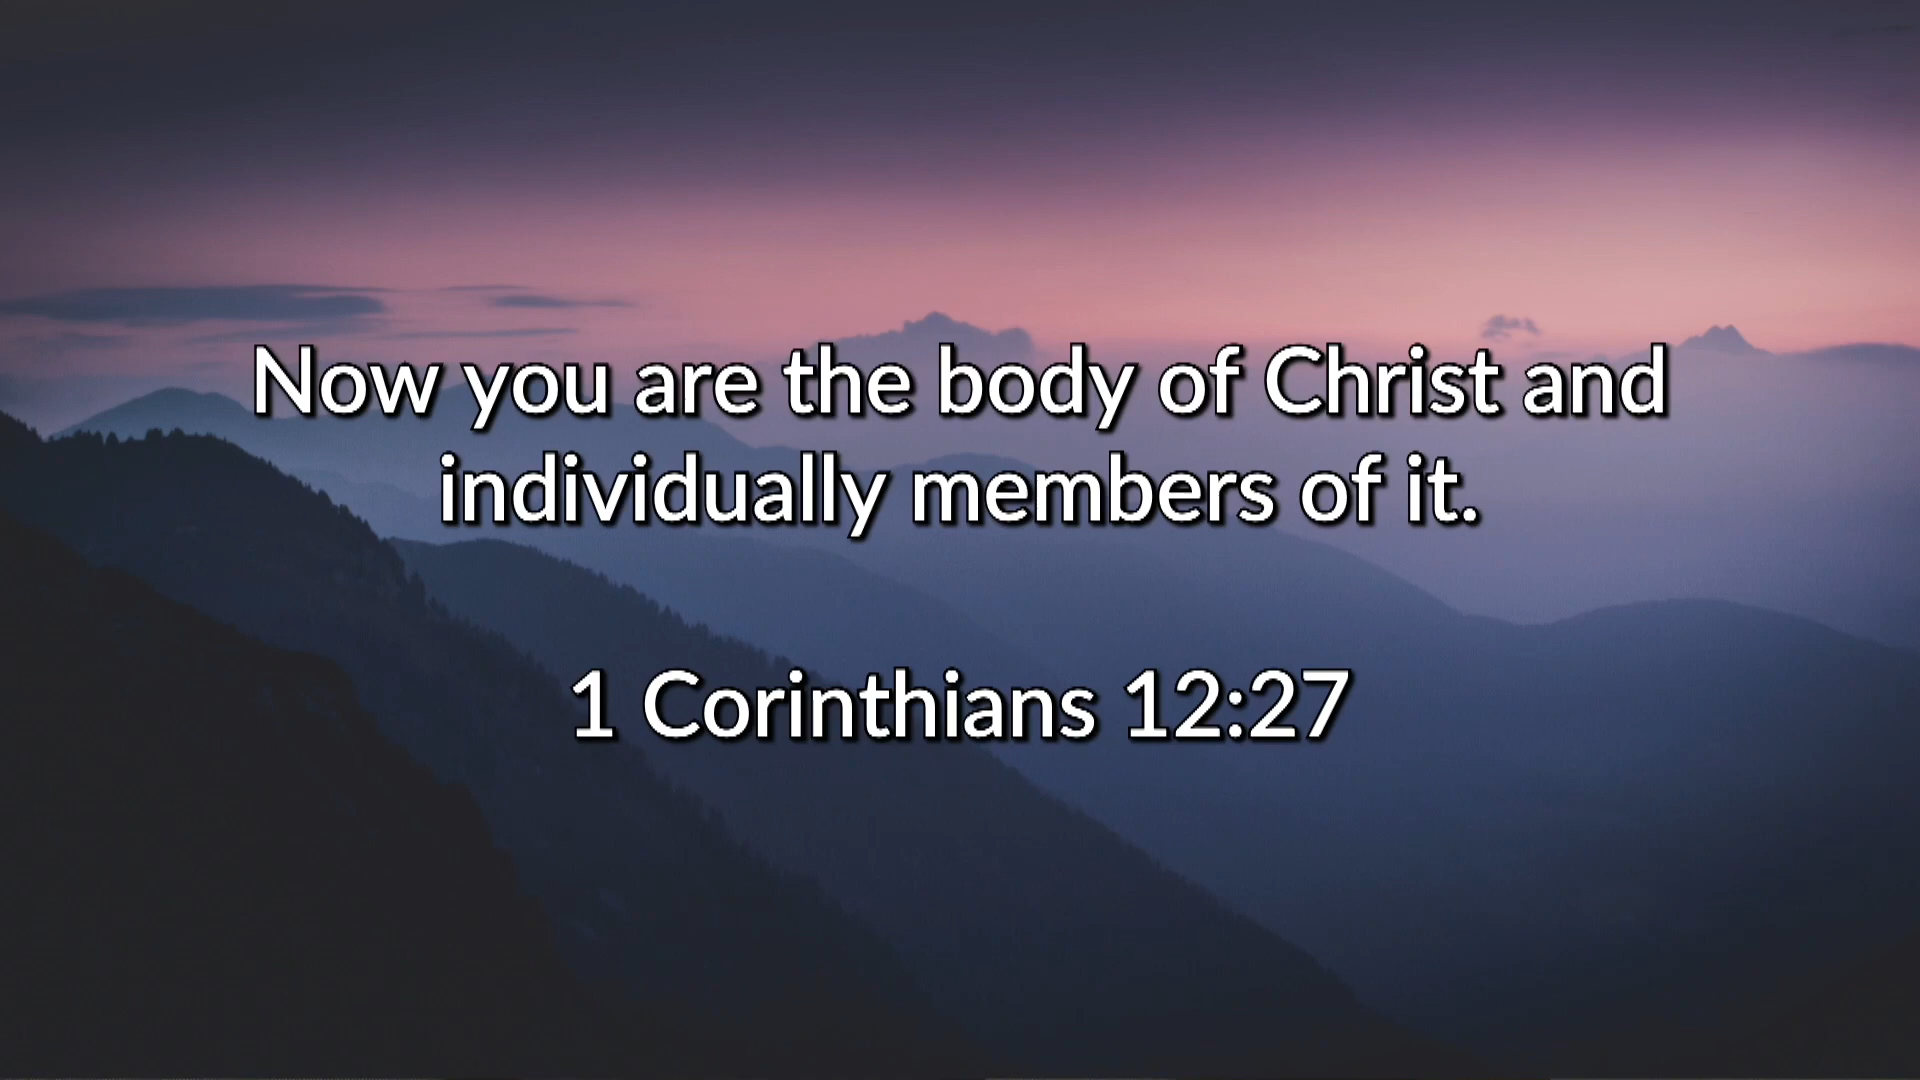 Now you are the body of Christ and
individually members of it.
1 Corinthians 12:27